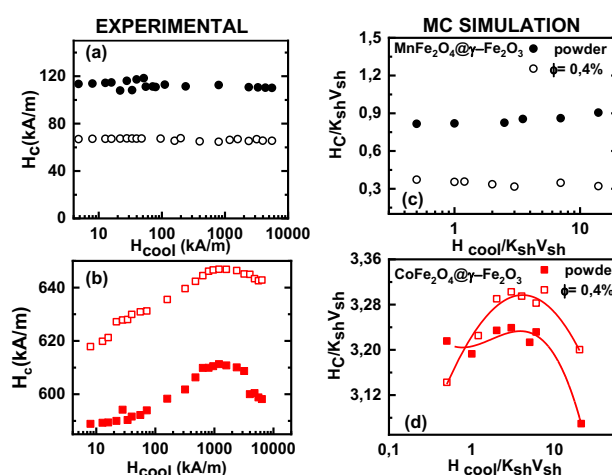 EXPERIMENTAL
MC SIMULATION
(a)
160
120
80
40
0
H_C(kA/m)
10
100
1000
10000
H_cool (kA/m)
MnFe2O4@γ–Fe2O3
powder
ϕ= 0,4%
1,5
1,2
0,9
0,6
0,3
H_C/K_shV_sh
(c)
1
10
H_cool/K_shV_sh
(b)
640
620
600
H_c(kA/m)
10
100
1000
10000
H_cool (kA/m)
CoFe2O4@γ–Fe2O3
powder
ϕ= 0,4%
3,36
3,28
3,20
3,12
H_C/K_shV_sh
(d)
0,1
1
10
H_cool/K_shV_sh